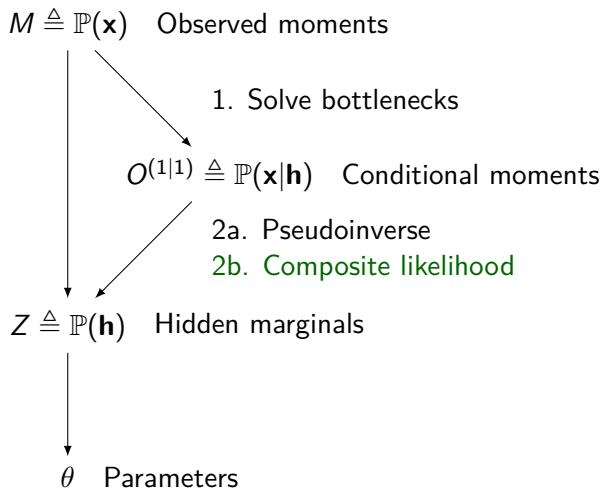 M ≜ ℙ(𝐱) Observed moments
1. Solve bottlenecks
O^(1|1) ≜ ℙ(𝐱|𝐡) Conditional moments
2a. Pseudoinverse
2b. Composite likelihood
Z ≜ ℙ(𝐡) Hidden marginals
θ Parameters